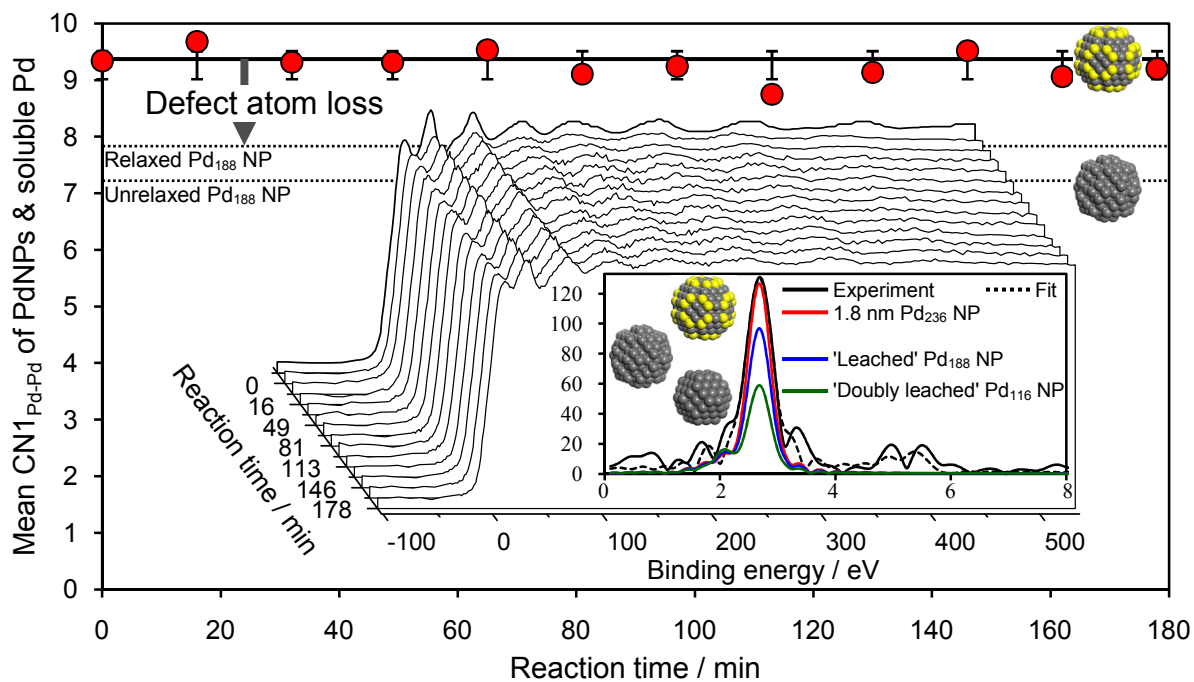 Mean CN1Pd-Pd of PdNPs & soluble Pd
10
9
8
7
6
5
4
3
2
1
0
Defect atom loss
Relaxed Pd188 NP
Unrelaxed Pd188 NP
Reaction time / min
0
16
49
81
113
146
178
120
100
80
60
40
20
0
Experiment
Fit
1.8 nm Pd236 NP
'Leached' Pd188 NP
'Doubly leached' Pd116 NP
0 2 4 6 8
-100 0 100 200 300 400 500
Binding energy / eV
0 20 40 60 80 100 120 140 160 180
Reaction time / min